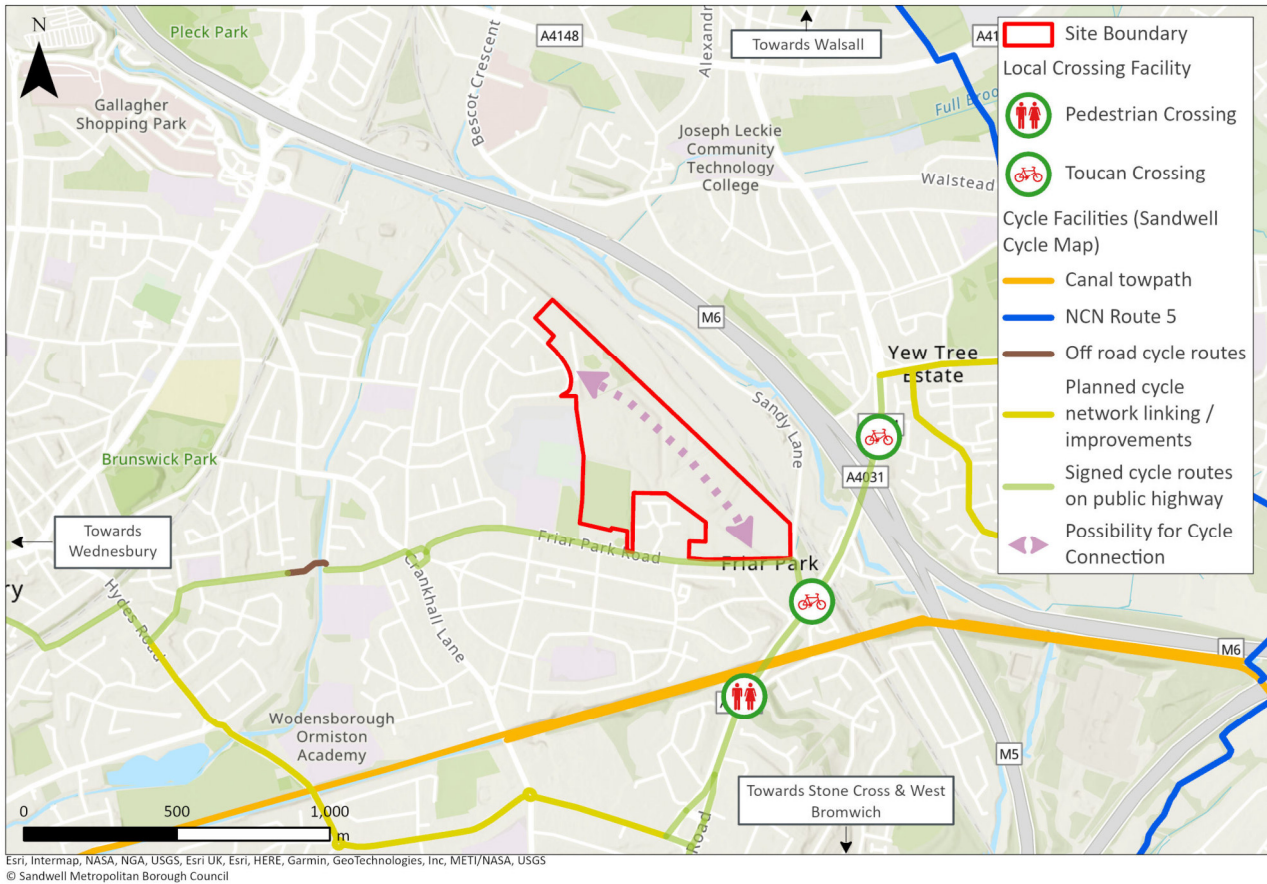 N
Pleck Park
Gallagher
Shopping Park
A4148
Bescot Crescent
Towards Walsall
Full Broo
Joseph Leckie
Community
Technology
College
Walstead
M6
Yew Tree
Estate
Sandy Lane
A4031
Brunswick Park
Towards
Wednesbury
Friar Park Road
Friar Park
Crankhall Lane
Hydes Road
Wodensborough
Ormiston
Academy
M6
M5
Road
Towards Stone Cross & West
Bromwich
0 500 1,000
m
Site Boundary
Local Crossing Facility
Pedestrian Crossing
Toucan Crossing
Cycle Facilities (Sandwell
Cycle Map)
Canal towpath
NCN Route 5
Off road cycle routes
Planned cycle
network linking /
improvements
Signed cycle routes
on public highway
Possibility for Cycle
Connection
Esri, Intermap, NASA, NGA, USGS, Esri UK, Esri, HERE, Garmin, GeoTechnologies, Inc, METI/NASA, USGS
© Sandwell Metropolitan Borough Council